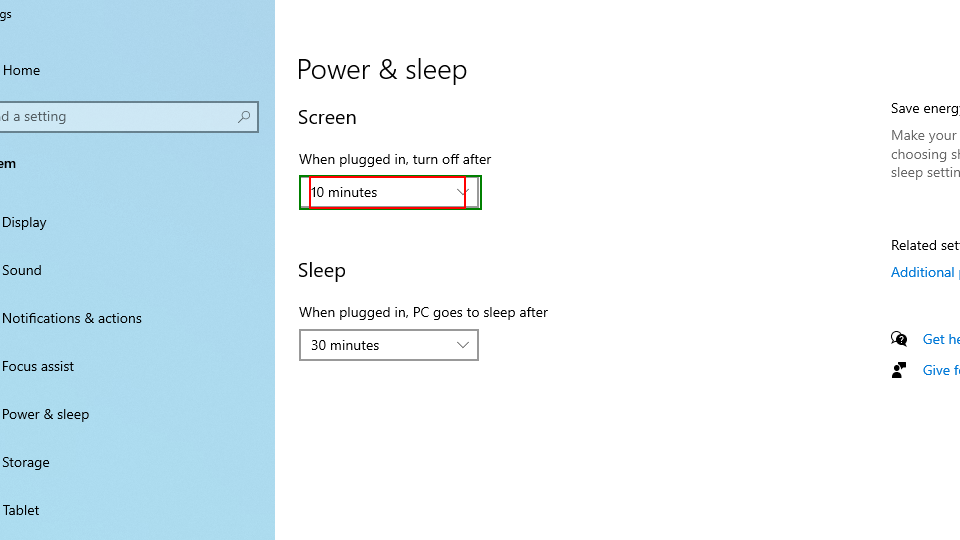 gs
Home
d a setting
em
Display
Sound
Notifications & actions
Focus assist
Power & sleep
Storage
Tablet
Power & sleep
Screen
When plugged in, turn off after
10 minutes
Sleep
When plugged in, PC goes to sleep after
30 minutes
Save energy
Make your
choosing sh
sleep settin
Related set
Additional
Get he
Give f